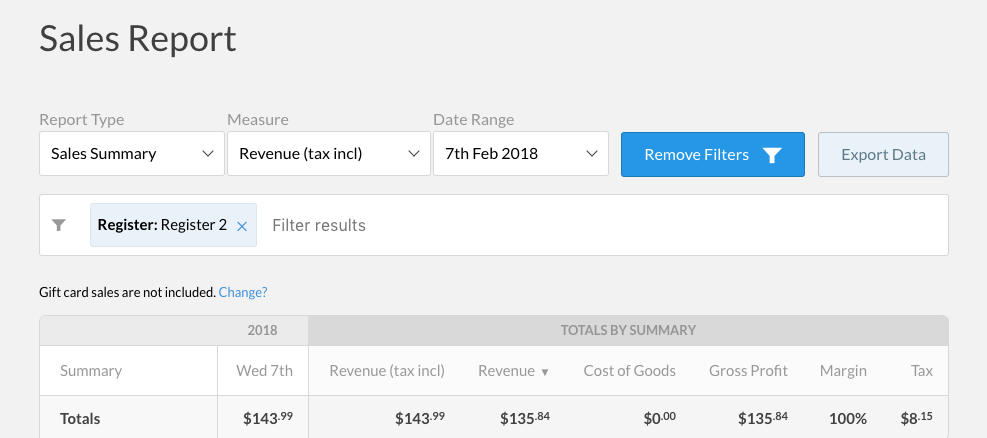 Sales Report
Report Type Measure Date Range
Sales Summary Revenue (tax incl) 7th Feb 2018 Remove Filters Export Data
Register: Register 2 × Filter results
Gift card sales are not included. Change?
2018 TOTALS BY SUMMARY
Summary Wed 7th Revenue (tax incl) Revenue ▼ Cost of Goods Gross Profit Margin Tax
Totals $143.99 $143.99 $135.84 $0.00 $135.84 100% $8.15